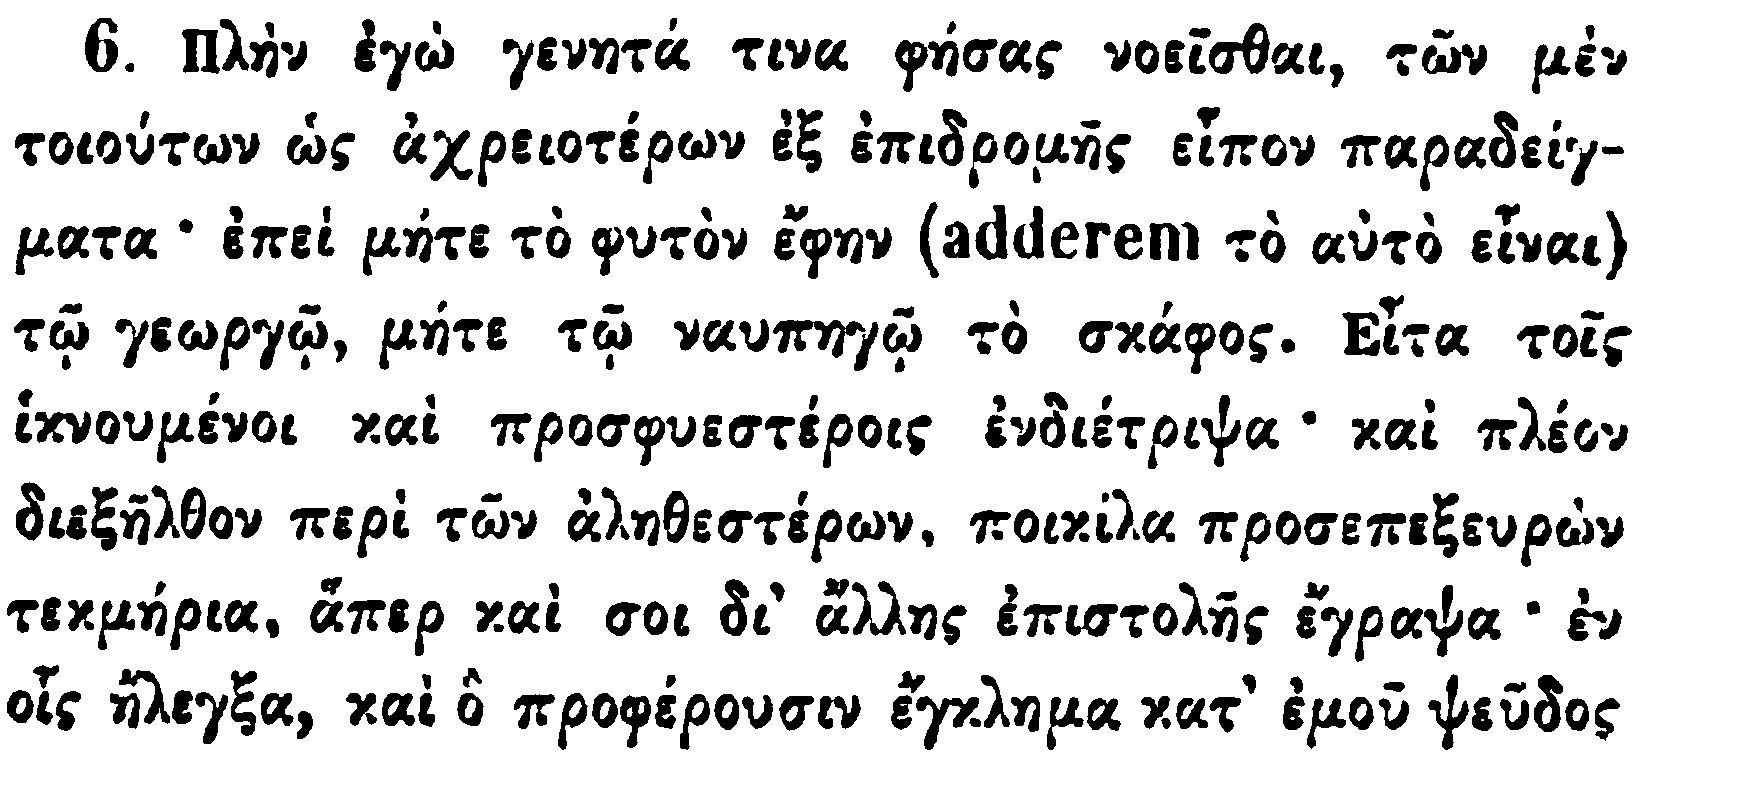 6. Πλὴν ἐγὼ γενητά τινα φήσας νοεῖσθαι, τῶν μὲν
τοιούτων ὡς ἀχρειοτέρων ἐξ ἐπιδρομῆς εἶπον παραδείγ-
ματα · ἐπεὶ μήτε τὸ φυτὸν ἔφην (adderem τὸ αὐτὸ εἶναι)
τῷ γεωργῷ, μήτε τῷ ναυπηγῷ τὸ σκάφος. Εἶτα τοῖς
ἱκνουμένοι καὶ προσφυεστέροις ἐνδιέτριψα · καὶ πλέον
διεξῆλθον περὶ τῶν ἀληθεστέρων, ποικίλα προσεπεξευρὼν
τεκμήρια, ἅπερ καὶ σοι δι’ ἄλλης ἐπιστολῆς ἔγραψα · ἐν
οἷς ἤλεγξα, καὶ ὃ προφέρουσιν ἔγκλημα κατ’ ἐμοῦ ψεῦδος